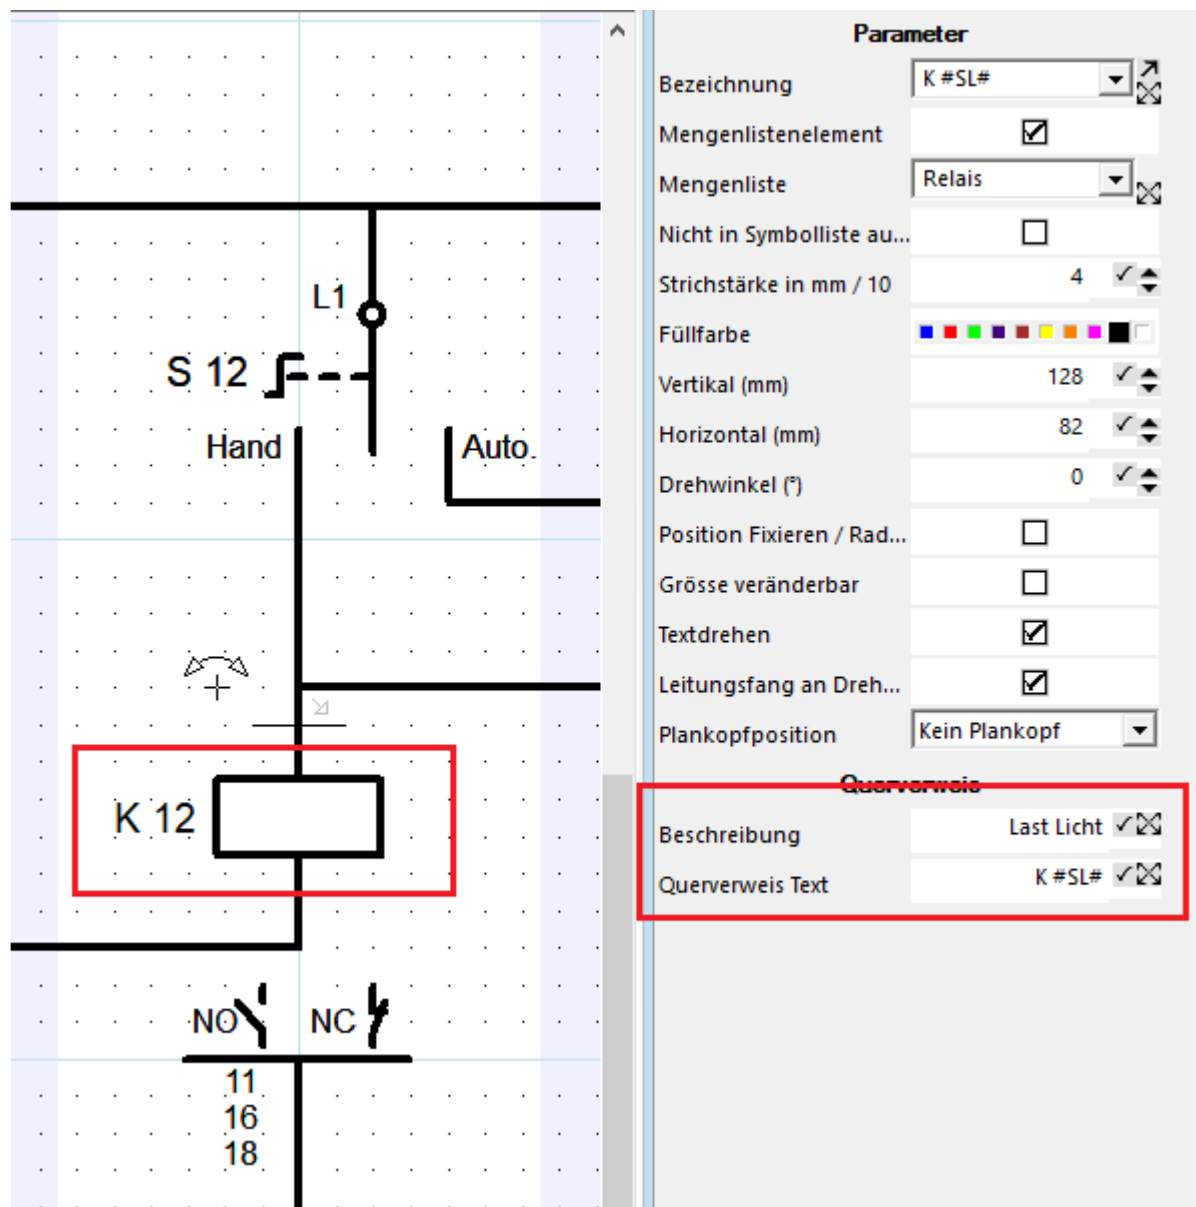 L1
S 12
Hand
Auto.
K 12
NO
NC
11
16
18
Parameter
Bezeichnung K #SL#
Mengenlistenelement
Mengenliste Relais
Nicht in Symbolliste au...
Strichstärke in mm / 10 4
Füllfarbe
Vertikal (mm) 128
Horizontal (mm) 82
Drehwinkel (°) 0
Position Fixieren / Rad...
Grösse veränderbar
Textdrehen
Leitungsfang an Dreh...
Plankopfposition Kein Plankopf
Querverweis
Beschreibung Last Licht
Querverweis Text K #SL#